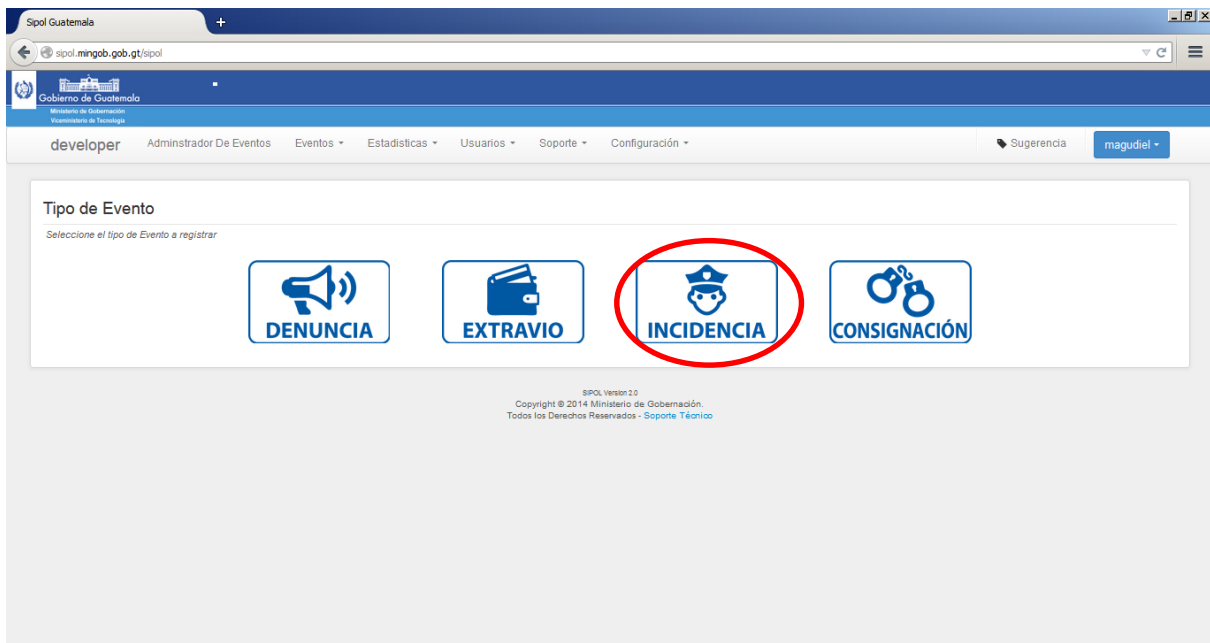 Sipol Guatemala
sipol.mingob.gob.gt/sipol
Gobierno de Guatemala
Ministerio de Gobernación
Viceministerio de Tecnología
developer Adminstrador De Eventos Eventos Estadisticas Usuarios Soporte Configuración Sugerencia magudiel
Tipo de Evento
Seleccione el tipo de Evento a registrar
DENUNCIA EXTRAVIO INCIDENCIA CONSIGNACIÓN
SIPOL Version 2.0
Copyright © 2014 Ministerio de Gobernación.
Todos los Derechos Reservados - Soporte Técnico